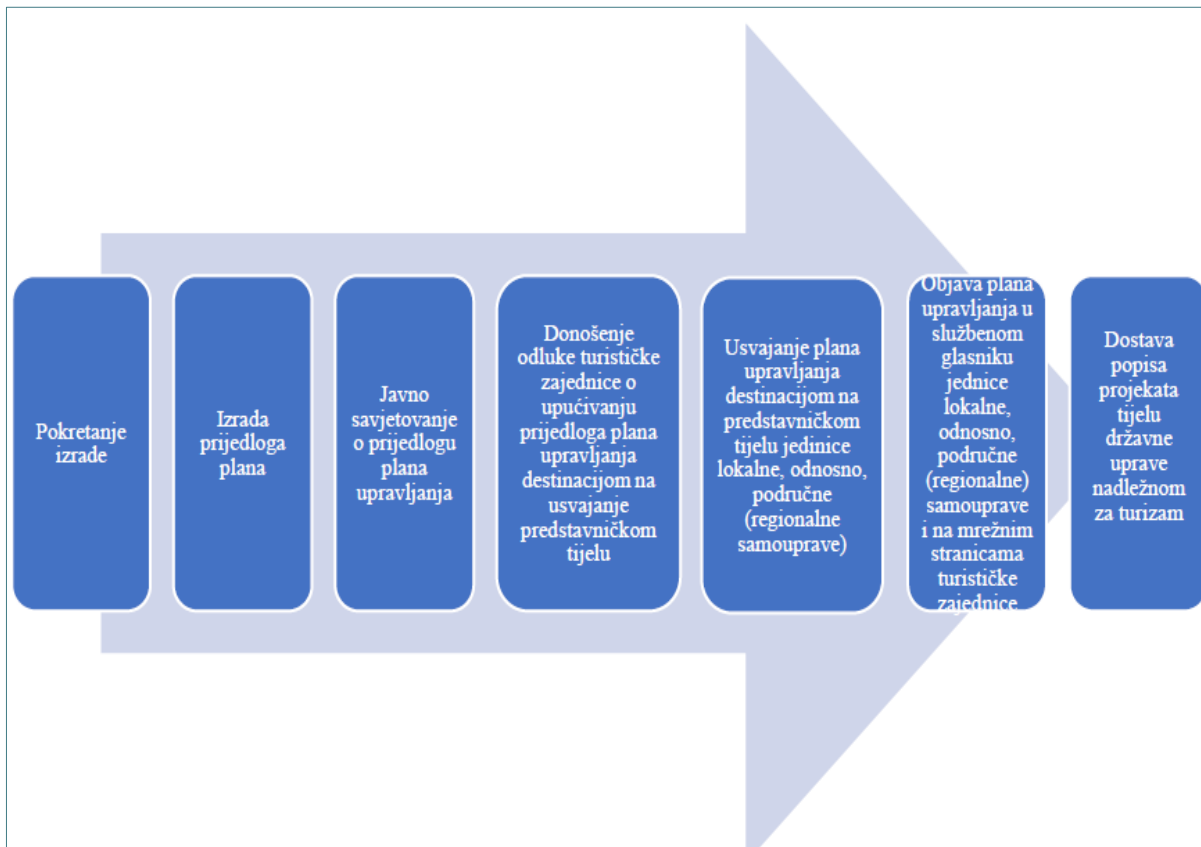 Pokretanje
izrade
Izrada
prijedloga
plana
Javno
savjetovanje
o prijedlogu
plana
upravljanja
Donošenje
odluke turističke
zajednice o
upućivanju
prijedloga plana
upravljanja
destinacijom na
usvajanje
predstavničkom
tijelu
Usvajanje plana
upravljanja
destinacijom na
predstavničkom
tijelu jedinice
lokalne, odnosno,
područne
(regionalne
samouprave)
Objava plana
upravljanja u
službenom
glasniku
jednice
lokalne,
odnosno,
područne
(regionalne)
samouprave
i na mrežnim
stranicama
turističke
zajednice
Dostava
popisa
projekata
tijelu
državne
uprave
nadležnom
za turizam